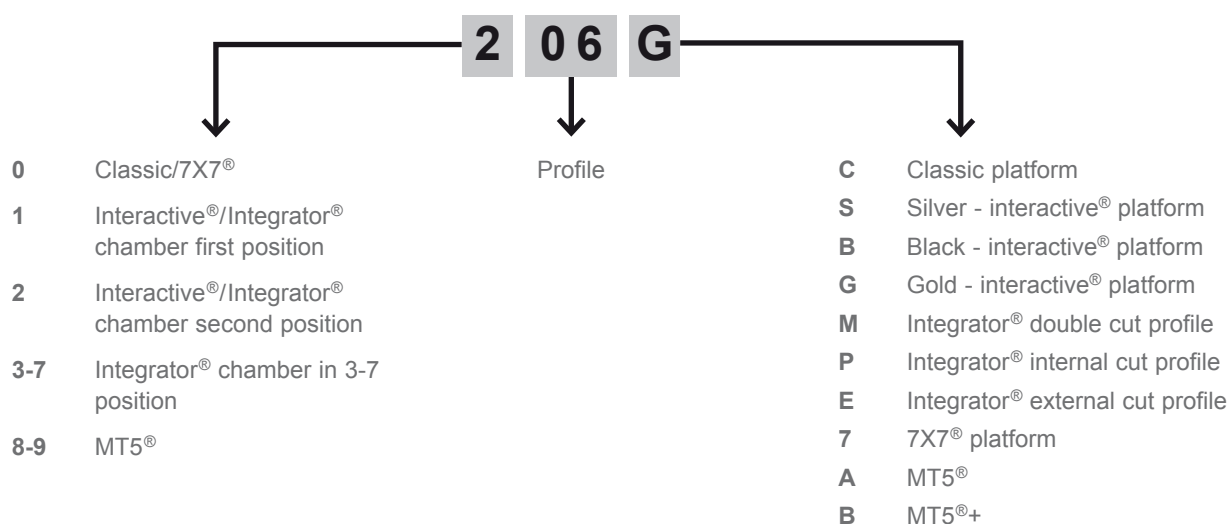 2 06 G
0 Classic/7X7®
1 Interactive®/Integrator®
chamber first position
2 Interactive®/Integrator®
chamber second position
3-7 Integrator® chamber in 3-7
position
8-9 MT5®
Profile
C Classic platform
S Silver - interactive® platform
B Black - interactive® platform
G Gold - interactive® platform
M Integrator® double cut profile
P Integrator® internal cut profile
E Integrator® external cut profile
7 7X7® platform
A MT5®
B MT5®+